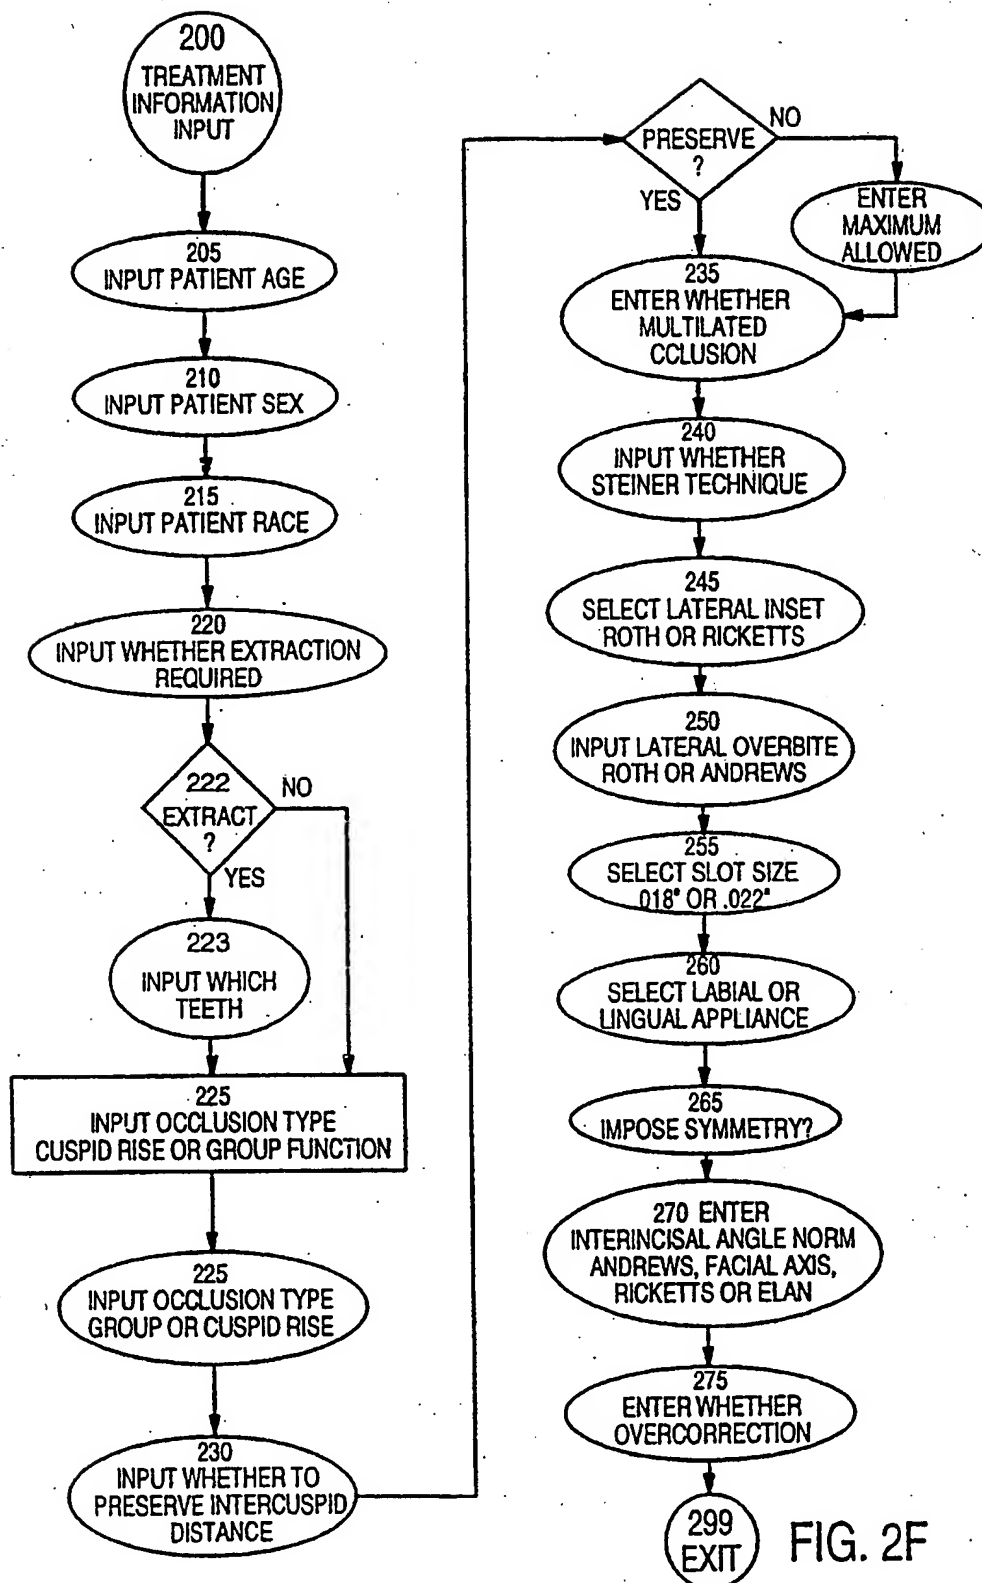 200
TREATMENT
INFORMATION
INPUT
205
INPUT PATIENT AGE
210
INPUT PATIENT SEX
215
INPUT PATIENT RACE
220
INPUT WHETHER EXTRACTION
REQUIRED
222
EXTRACT
?
NO
YES
223
INPUT WHICH
TEETH
225
INPUT OCCLUSION TYPE
CUSPID RISE OR GROUP FUNCTION
225
INPUT OCCLUSION TYPE
GROUP OR CUSPID RISE
230
INPUT WHETHER TO
PRESERVE INTERCUSPID
DISTANCE
PRESERVE
?
NO
YES
ENTER
MAXIMUM
ALLOWED
235
ENTER WHETHER
MULTILATED
CCLUSION
240
INPUT WHETHER
STEINER TECHNIQUE
245
SELECT LATERAL INSET
ROTH OR RICKETTS
250
INPUT LATERAL OVERBITE
ROTH OR ANDREWS
255
SELECT SLOT SIZE
.018" OR .022"
260
SELECT LABIAL OR
LINGUAL APPLIANCE
265
IMPOSE SYMMETRY?
270 ENTER
INTERINCISAL ANGLE NORM
ANDREWS, FACIAL AXIS,
RICKETTS OR ELAN
275
ENTER WHETHER
OVERCORRECTION
299
EXIT
FIG. 2F